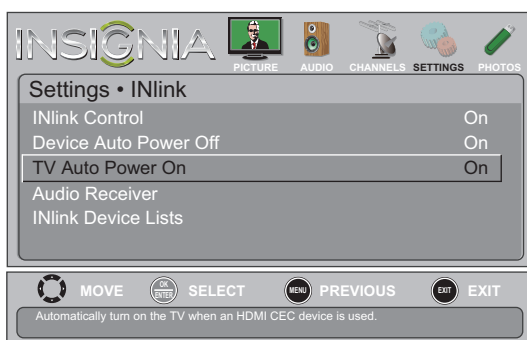 INSIGNIA
PICTURE AUDIO CHANNELS SETTINGS PHOTOS
Settings • INlink
INlink Control On
Device Auto Power Off On
TV Auto Power On On
Audio Receiver
INlink Device Lists
MOVE OK ENTER SELECT MENU PREVIOUS EXIT EXIT
Automatically turn on the TV when an HDMI CEC device is used.